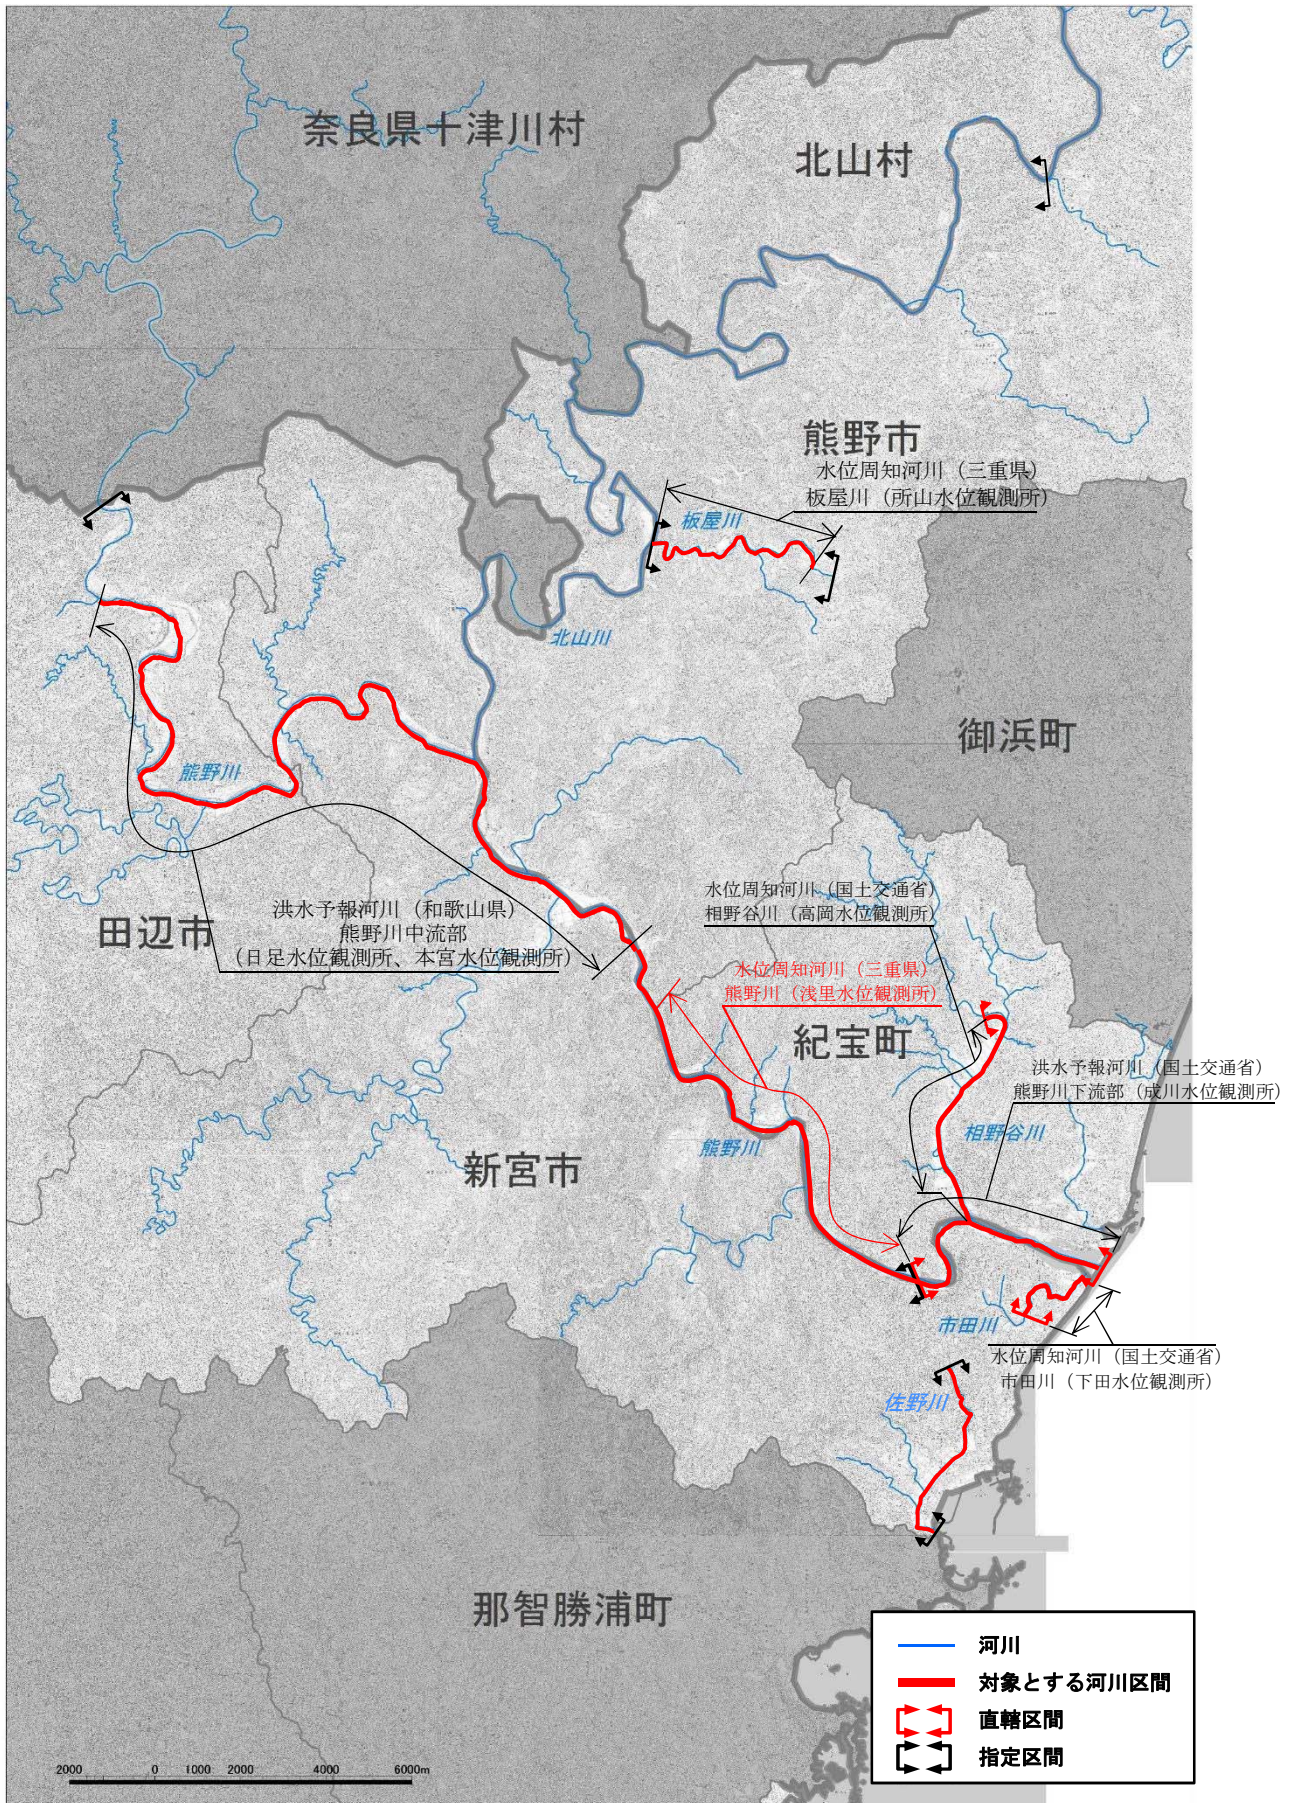 奈良県十津川村
北山村
熊野市
水位周知河川（三重県）
板屋川（所山水位観測所）
板屋川
北山川
御浜町
熊野川
田辺市
洪水予報河川（和歌山県）
熊野川中流部
（日足水位観測所、本宮水位観測所）
水位周知河川（国土交通省）
相野谷川（高岡水位観測所）
水位周知河川（三重県）
熊野川（浅里水位観測所）
紀宝町
洪水予報河川（国土交通省）
熊野川下流部（成川水位観測所）
相野谷川
熊野川
新宮市
市田川
水位周知河川（国土交通省）
市田川（下田水位観測所）
佐野川
那智勝浦町
河川
対象とする河川区間
直轄区間
指定区間
2000 0 1000 2000 4000 6000m